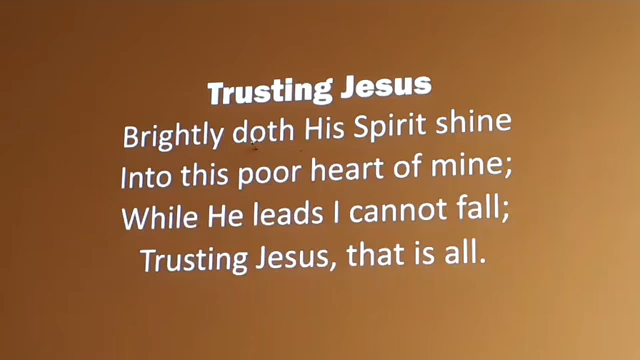 Trusting Jesus
Brightly doth His Spirit shine
Into this poor heart of mine;
While He leads I cannot fall;
Trusting Jesus, that is all.